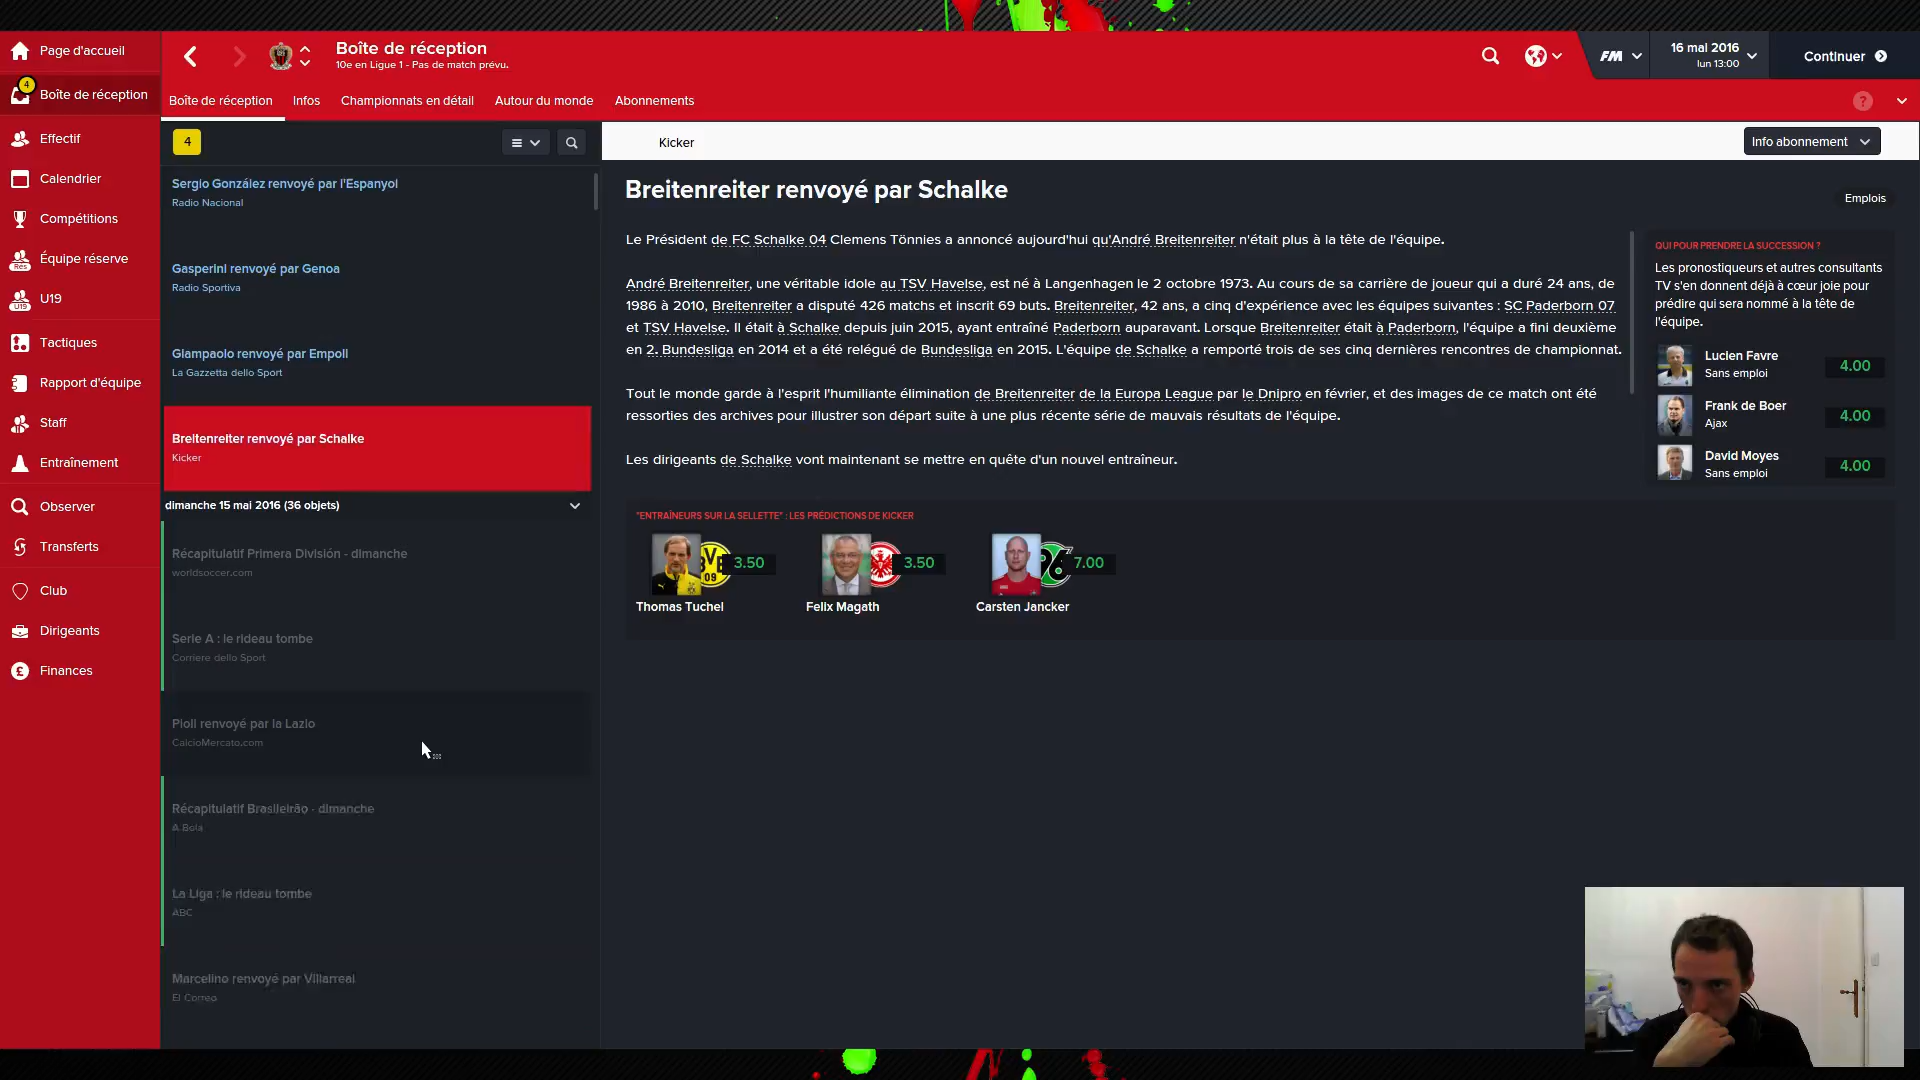 Page d'accueil
4
Boîte de réception
Effectif
Calendrier
Compétitions
Rés
Équipe réserve
U19
U19
Tactiques
Rapport d'équipe
Staff
Entraînement
Observer
Transferts
Club
Dirigeants
£
Finances
Boîte de réception
10e en Ligue 1 - Pas de match prévu.
FM
16 mai 2016
lun 13:00
Continuer
Boîte de réception
Infos
Championnats en détail
Autour du monde
Abonnements
?
4
Sergio González renvoyé par l'Espanyol
Radio Nacional
Gasperini renvoyé par Genoa
Radio Sportiva
Giampaolo renvoyé par Empoli
La Gazzetta dello Sport
Breitenreiter renvoyé par Schalke
Kicker
dimanche 15 mai 2016 (36 objets)
Récapitulatif Primera División - dimanche
worldsoccer.com
Serie A : le rideau tombe
Corriere dello Sport
Pioli renvoyé par la Lazio
CalcioMercato.com
Récapitulatif Brasileirão - dimanche
A Bola
La Liga : le rideau tombe
ABC
Marcelino renvoyé par Villarreal
El Correo
Kicker
Info abonnement
Breitenreiter renvoyé par Schalke
Emplois
Le Président de FC Schalke 04 Clemens Tönnies a annoncé aujourd'hui qu'André Breitenreiter n'était plus à la tête de l'équipe.
André Breitenreiter, une véritable idole au TSV Havelse, est né à Langenhagen le 2 octobre 1973. Au cours de sa carrière de joueur qui a duré 24 ans, de
1986 à 2010, Breitenreiter a disputé 426 matchs et inscrit 69 buts. Breitenreiter, 42 ans, a cinq d'expérience avec les équipes suivantes : SC Paderborn 07
et TSV Havelse. Il était à Schalke depuis juin 2015, ayant entraîné Paderborn auparavant. Lorsque Breitenreiter était à Paderborn, l'équipe a fini deuxième
en 2. Bundesliga en 2014 et a été relégué de Bundesliga en 2015. L'équipe de Schalke a remporté trois de ses cinq dernières rencontres de championnat.
Tout le monde garde à l'esprit l'humiliante élimination de Breitenreiter de la Europa League par le Dnipro en février, et des images de ce match ont été
ressorties des archives pour illustrer son départ suite à une plus récente série de mauvais résultats de l'équipe.
Les dirigeants de Schalke vont maintenant se mettre en quête d'un nouvel entraîneur.
QUI POUR PRENDRE LA SUCCESSION ?
Les pronostiqueurs et autres consultants
TV s'en donnent déjà à cœur joie pour
prédire qui sera nommé à la tête de
l'équipe.
Lucien Favre
Sans emploi
4.00
Frank de Boer
Ajax
4.00
David Moyes
Sans emploi
4.00
"ENTRAÎNEURS SUR LA SELLETTE" : LES PRÉDICTIONS DE KICKER
BVB
09
3.50
3.50
96
7.00
Thomas Tuchel
Felix Magath
Carsten Jancker